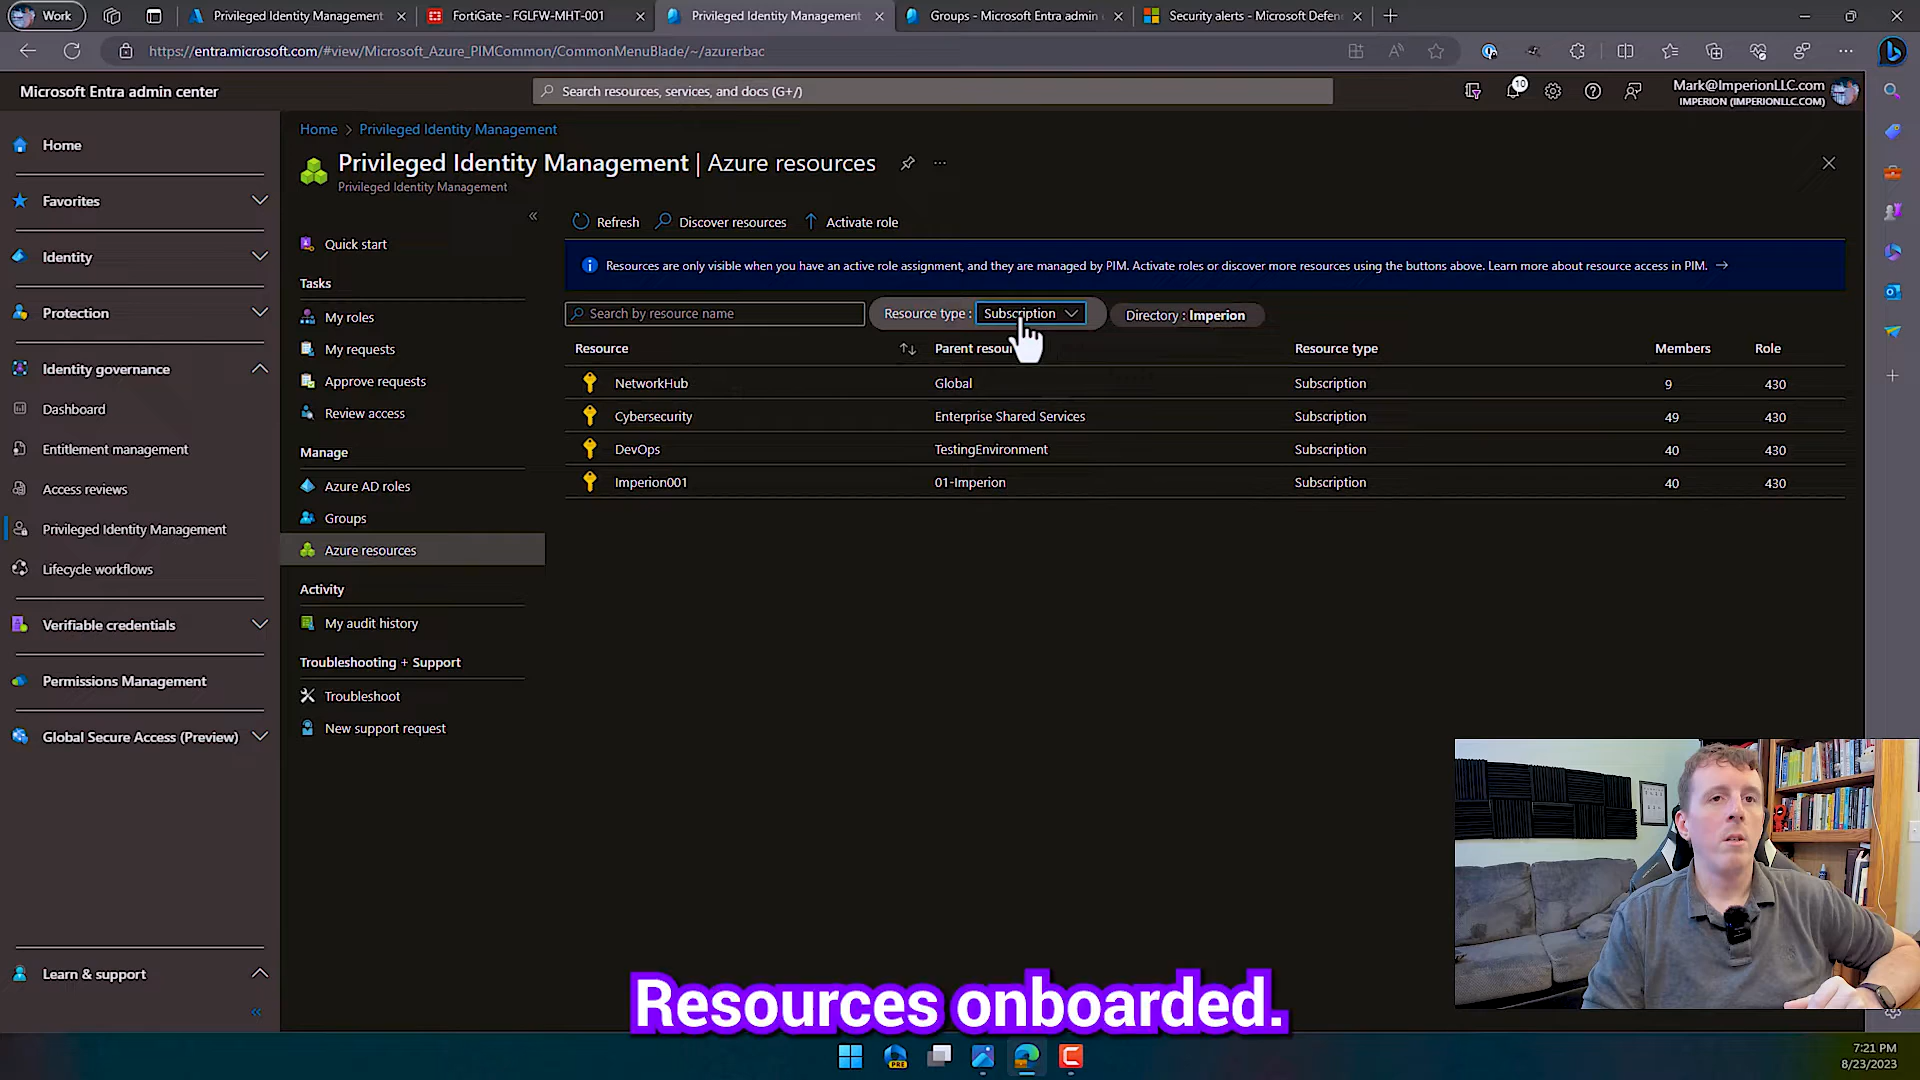 Work
Privileged Identity Management
FortiGate - FGLFW-MHT-001
Privileged Identity Management
Groups - Microsoft Entra admin
Security alerts - Microsoft Defen
https://entra.microsoft.com/#view/Microsoft_Azure_PIMCommon/CommonMenuBlade/~/azurerbac
Microsoft Entra admin center
Search resources, services, and docs (G+/)
10
Mark@ImperionLLC.com
IMPERION (IMPERIONLLC.COM)
Home
Favorites
Identity
Protection
Identity governance
Dashboard
Entitlement management
Access reviews
Privileged Identity Management
Lifecycle workflows
Verifiable credentials
Permissions Management
Global Secure Access (Preview)
Learn & support
Home > Privileged Identity Management
Privileged Identity Management | Azure resources
Privileged Identity Management
Quick start
Tasks
My roles
My requests
Approve requests
Review access
Manage
Azure AD roles
Groups
Azure resources
Activity
My audit history
Troubleshooting + Support
Troubleshoot
New support request
Refresh
Discover resources
Activate role
Resources are only visible when you have an active role assignment, and they are managed by PIM. Activate roles or discover more resources using the buttons above. Learn more about resource access in PIM.
Search by resource name
Resource type : Subscription
Directory : Imperion
Resource Parent resou Resource type Members Role
NetworkHub Global Subscription 9 430
Cybersecurity Enterprise Shared Services Subscription 49 430
DevOps TestingEnvironment Subscription 40 430
Imperion001 01-Imperion Subscription 40 430
Resources onboarded.
PRE
7:21 PM
8/23/2023